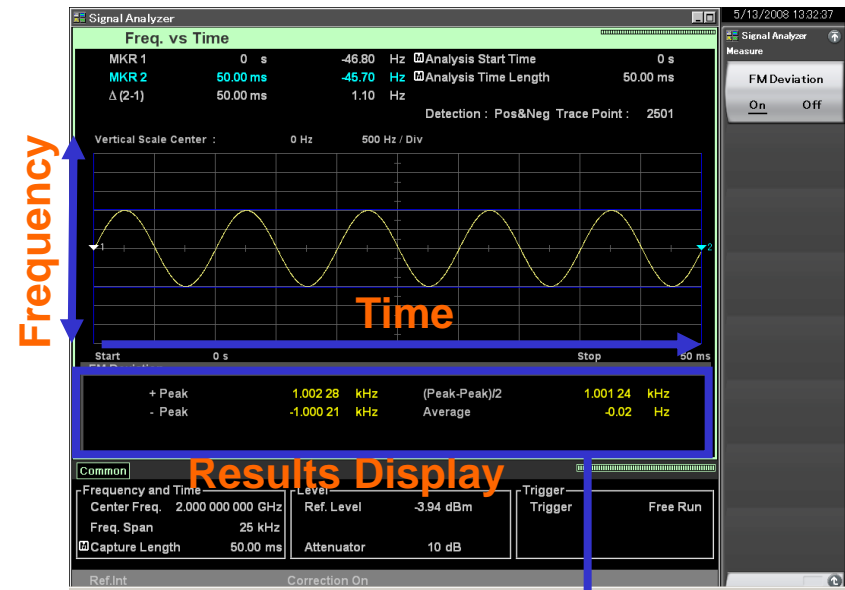 Signal Analyzer
5/13/2008 13:32:37
Freq. vs Time
Signal Analyzer
Measure
FM Deviation
On Off
MKR 1 0 s -46.80 Hz M Analysis Start Time 0 s
MKR 2 50.00 ms -45.70 Hz M Analysis Time Length 50.00 ms
Δ (2-1) 50.00 ms 1.10 Hz
Detection : Pos&Neg Trace Point : 2501
Vertical Scale Center : 0 Hz 500 Hz / Div
Frequency
1
2
Time
Start 0 s Stop 50 ms
FM Deviation
+ Peak 1.002 28 kHz (Peak-Peak)/2 1.001 24 kHz
- Peak -1.000 21 kHz Average -0.02 Hz
Results Display
Common
Frequency and Time
Center Freq. 2.000 000 000 GHz
Freq. Span 25 kHz
M Capture Length 50.00 ms
Level
Ref. Level -3.94 dBm
Attenuator 10 dB
Trigger
Trigger Free Run
Ref.Int Correction On